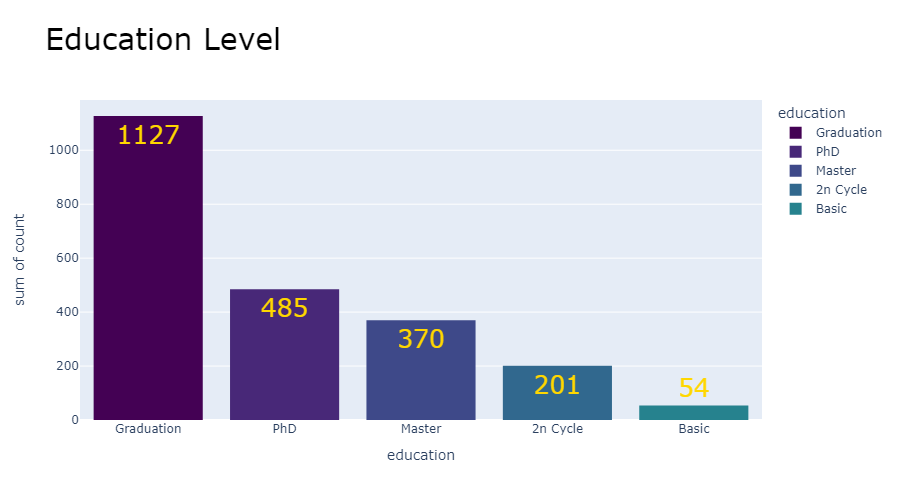 Education Level
education
Graduation
PhD
Master
2n Cycle
Basic
sum of count
1000
800
600
400
200
0
1127
485
370
201
54
Graduation
PhD
Master
2n Cycle
Basic
education